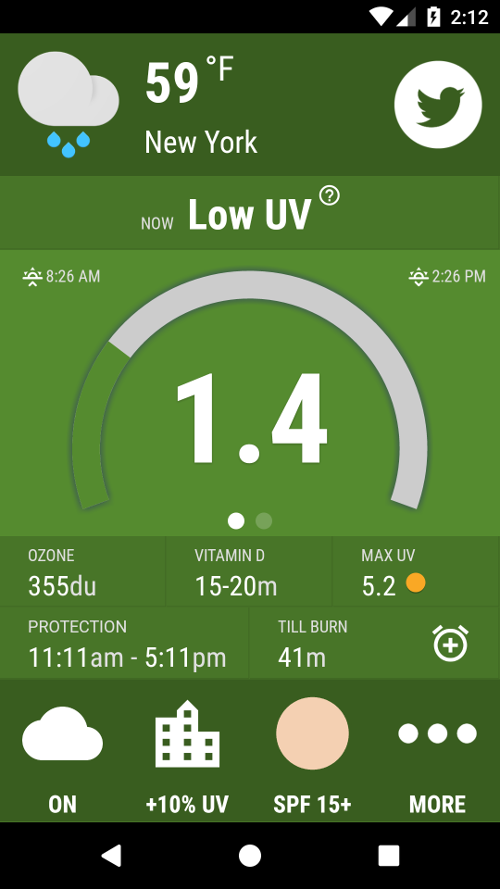 2:12
59 °F
New York
NOW Low UV ?
8:26 AM
2:26 PM
1.4
OZONE
355du
VITAMIN D
15-20m
MAX UV
5.2
PROTECTION
11:11am - 5:11pm
TILL BURN
41m
ON
+10% UV
SPF 15+
MORE